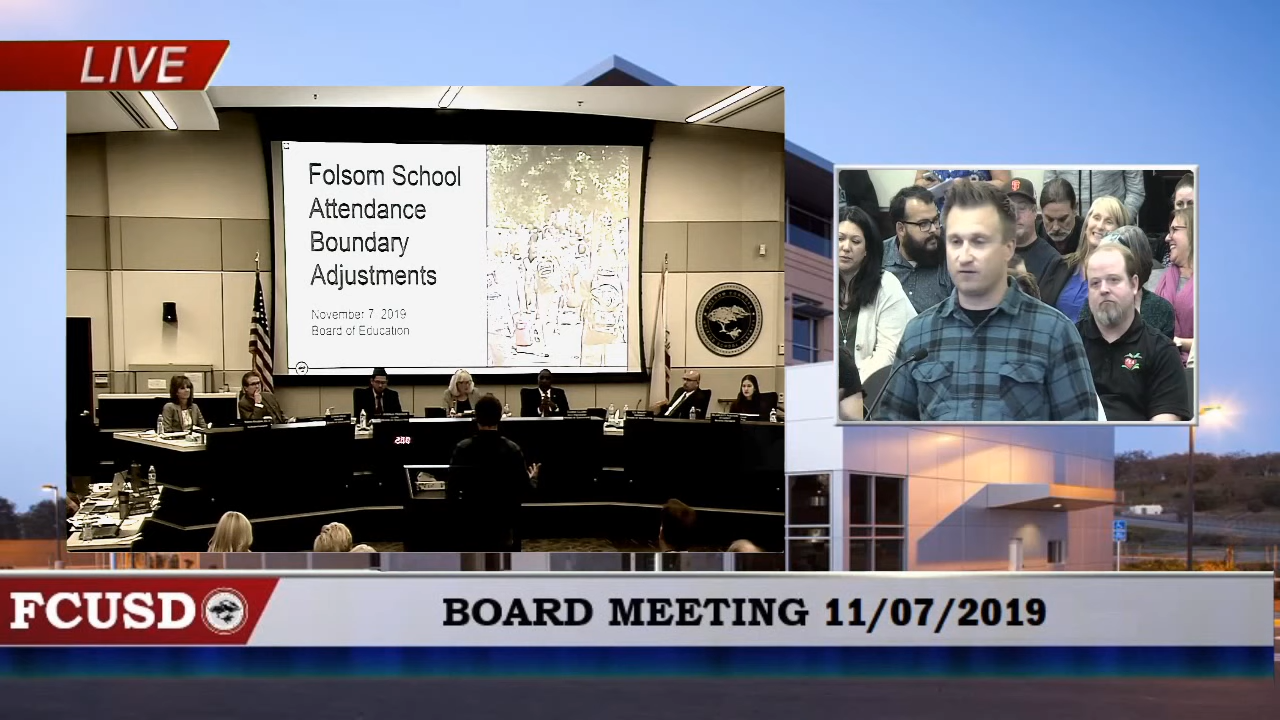 LIVE
Folsom School
Attendance
Boundary
Adjustments
November 7, 2019
Board of Education
FCUSD
BOARD MEETING 11/07/2019